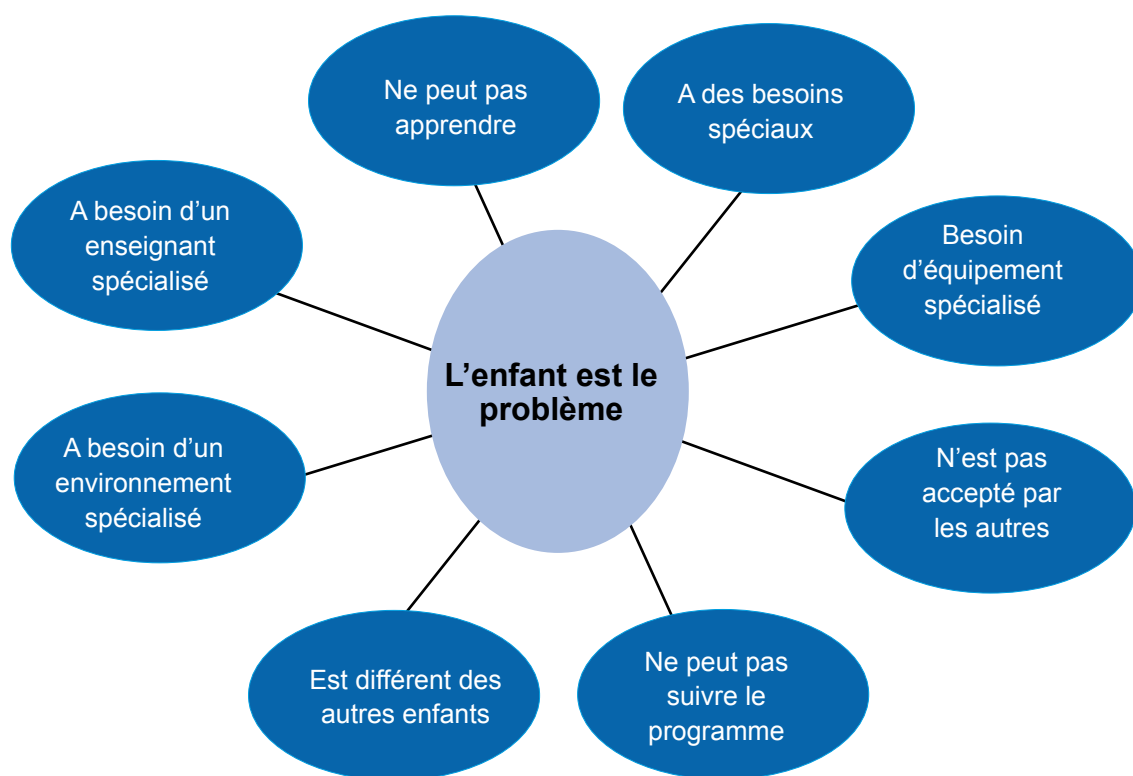 Ne peut pas
apprendre
A des besoins
spéciaux
A besoin d’un
enseignant
spécialisé
Besoin
d’équipement
spécialisé
L’enfant est le
problème
A besoin d’un
environnement
spécialisé
N’est pas
accepté par
les autres
Est différent des
autres enfants
Ne peut pas
suivre le
programme